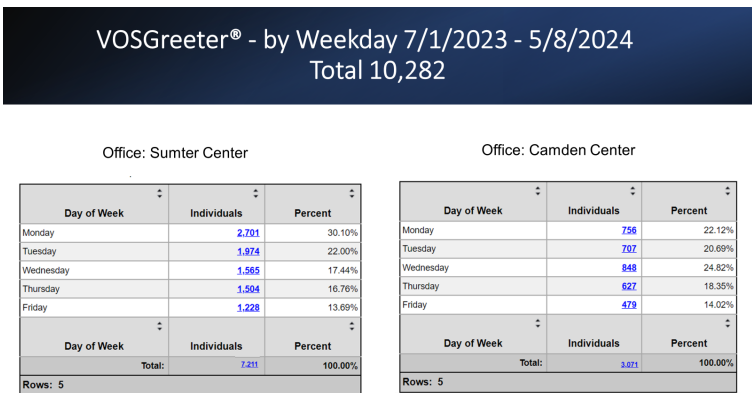 VOSGreeter® - by Weekday 7/1/2023 - 5/8/2024
Total 10,282
Office: Sumter Center
Day of Week Individuals Percent
Monday 2,701 30.10%
Tuesday 1,974 22.00%
Wednesday 1,565 17.44%
Thursday 1,504 16.76%
Friday 1,228 13.69%
Day of Week Individuals Percent
Total: 7,211 100.00%
Rows: 5
Office: Camden Center
Day of Week Individuals Percent
Monday 756 22.12%
Tuesday 707 20.69%
Wednesday 848 24.82%
Thursday 627 18.35%
Friday 479 14.02%
Day of Week Individuals Percent
Total: 3,071 100.00%
Rows: 5